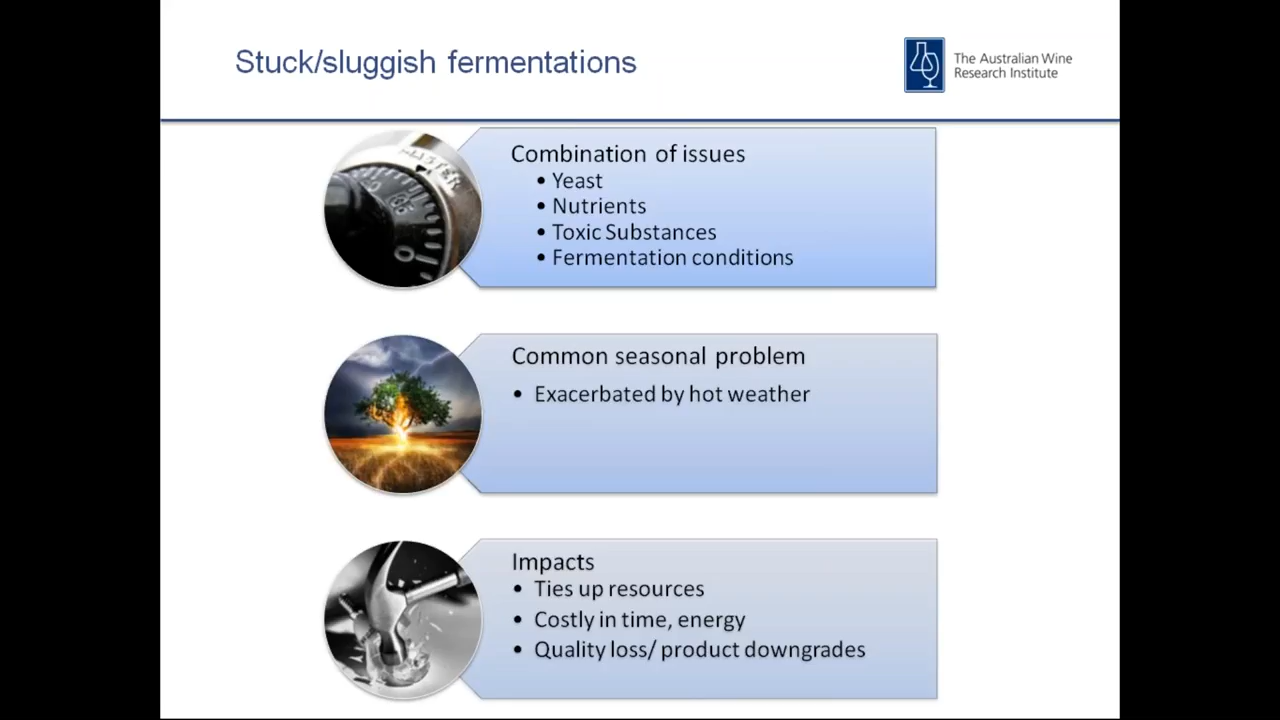 Stuck/sluggish fermentations
The Australian Wine
Research Institute
MASTER
Combination of issues
• Yeast
• Nutrients
• Toxic Substances
• Fermentation conditions
Common seasonal problem
• Exacerbated by hot weather
Impacts
• Ties up resources
• Costly in time, energy
• Quality loss/ product downgrades